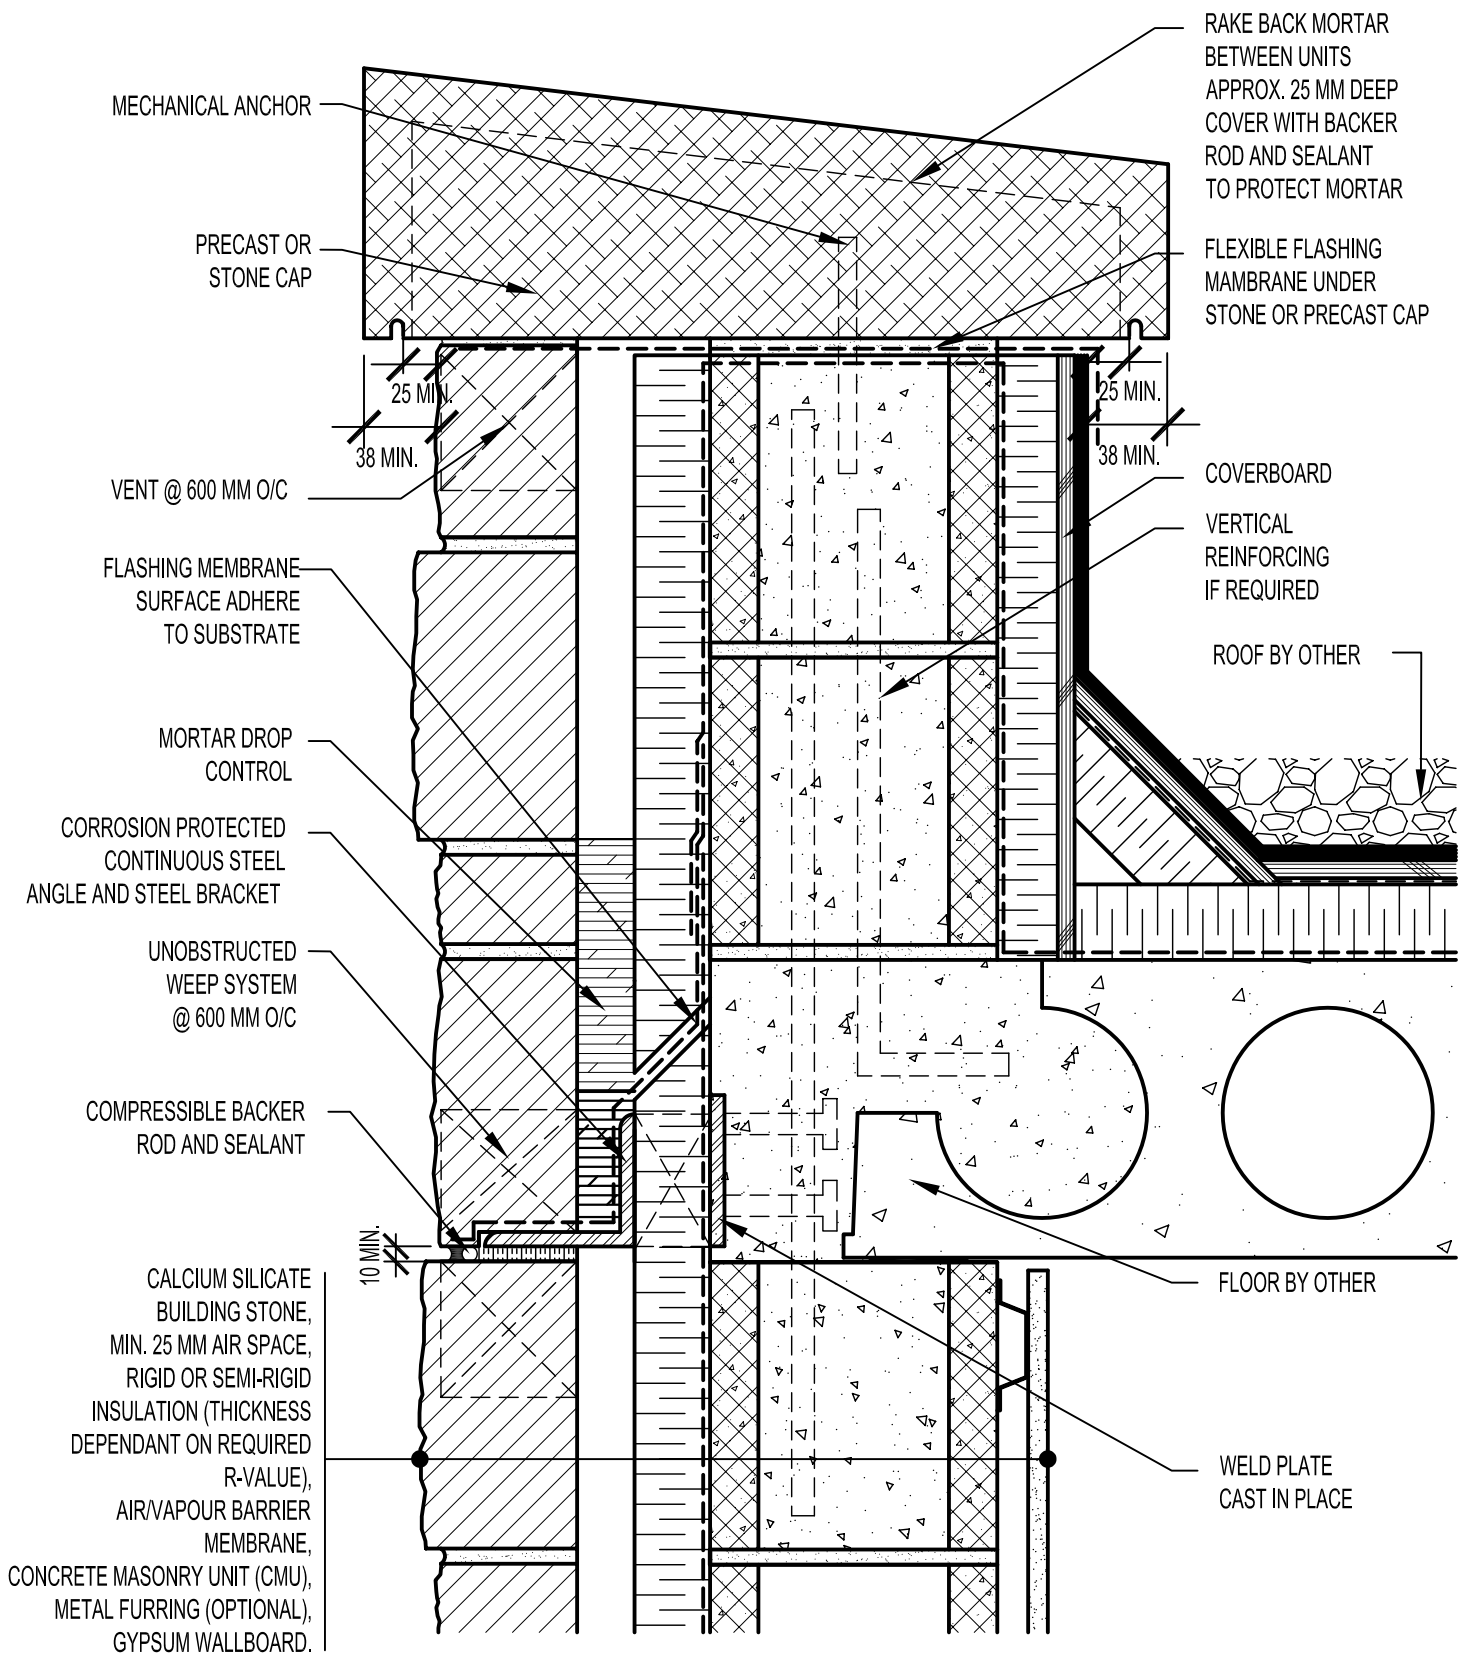 MECHANICAL ANCHOR
PRECAST OR
STONE CAP
25 MIN.
38 MIN.
VENT @ 600 MM O/C
FLASHING MEMBRANE
SURFACE ADHERE
TO SUBSTRATE
MORTAR DROP
CONTROL
CORROSION PROTECTED
CONTINUOUS STEEL
ANGLE AND STEEL BRACKET
UNOBSTRUCTED
WEEP SYSTEM
@ 600 MM O/C
COMPRESSIBLE BACKER
ROD AND SEALANT
10 MIN.
CALCIUM SILICATE
BUILDING STONE,
MIN. 25 MM AIR SPACE,
RIGID OR SEMI-RIGID
INSULATION (THICKNESS
DEPENDANT ON REQUIRED
R-VALUE),
AIR/VAPOUR BARRIER
MEMBRANE,
CONCRETE MASONRY UNIT (CMU),
METAL FURRING (OPTIONAL),
GYPSUM WALLBOARD.
RAKE BACK MORTAR
BETWEEN UNITS
APPROX. 25 MM DEEP
COVER WITH BACKER
ROD AND SEALANT
TO PROTECT MORTAR
FLEXIBLE FLASHING
MAMBRANE UNDER
STONE OR PRECAST CAP
25 MIN.
38 MIN.
COVERBOARD
VERTICAL
REINFORCING
IF REQUIRED
ROOF BY OTHER
FLOOR BY OTHER
WELD PLATE
CAST IN PLACE